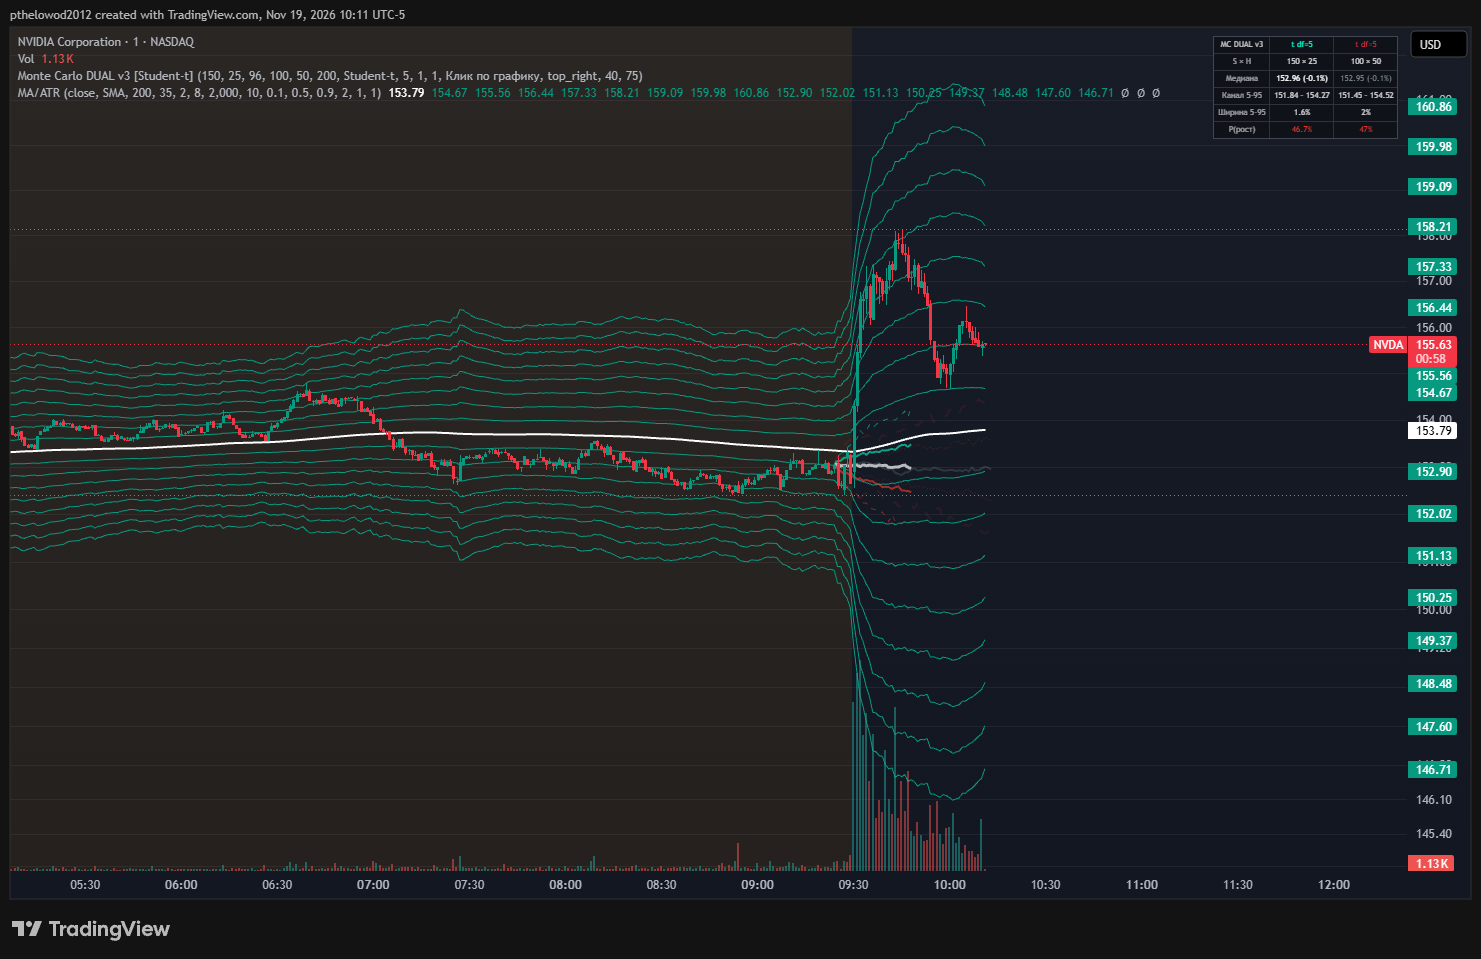 pthelowod2012 created with TradingView.com, Nov 19, 2026 10:11 UTC-5
NVIDIA Corporation · 1 · NASDAQ
Vol 1.13 K
Monte Carlo DUAL v3 [Student-t] (150, 25, 96, 100, 50, 200, Student-t, 5, 1, 1, Клик по графику, top_right, 40, 75)
MA/ATR (close, SMA, 200, 35, 2, 8, 2,000, 10, 0.1, 0.5, 0.9, 2, 1, 1) 153.79 154.67 155.56 156.44 157.33 158.21 159.09 159.98 160.86 152.90 152.02 151.13 150.25 149.37 148.48 147.60 146.71 Ø Ø Ø
MC DUAL v3 t df=5 t df=5
S × H 150 × 25 100 × 50
Медиана 152.96 (-0.1%) 152.95 (-0.1%)
Канал 5-95 151.84 - 154.27 151.45 - 154.52
Ширина 5-95 1.6% 2%
P(рост) 46.7% 47%
USD
160.86
159.98
159.09
158.21
158.00
157.33
157.00
156.44
156.00
NVDA 155.63
00:58
155.56
154.67
154.00
153.79
152.90
152.02
151.13
150.25
150.00
149.37
148.48
147.60
146.71
146.10
145.40
1.13 K
05:30 06:00 06:30 07:00 07:30 08:00 08:30 09:00 09:30 10:00 10:30 11:00 11:30 12:00
TradingView